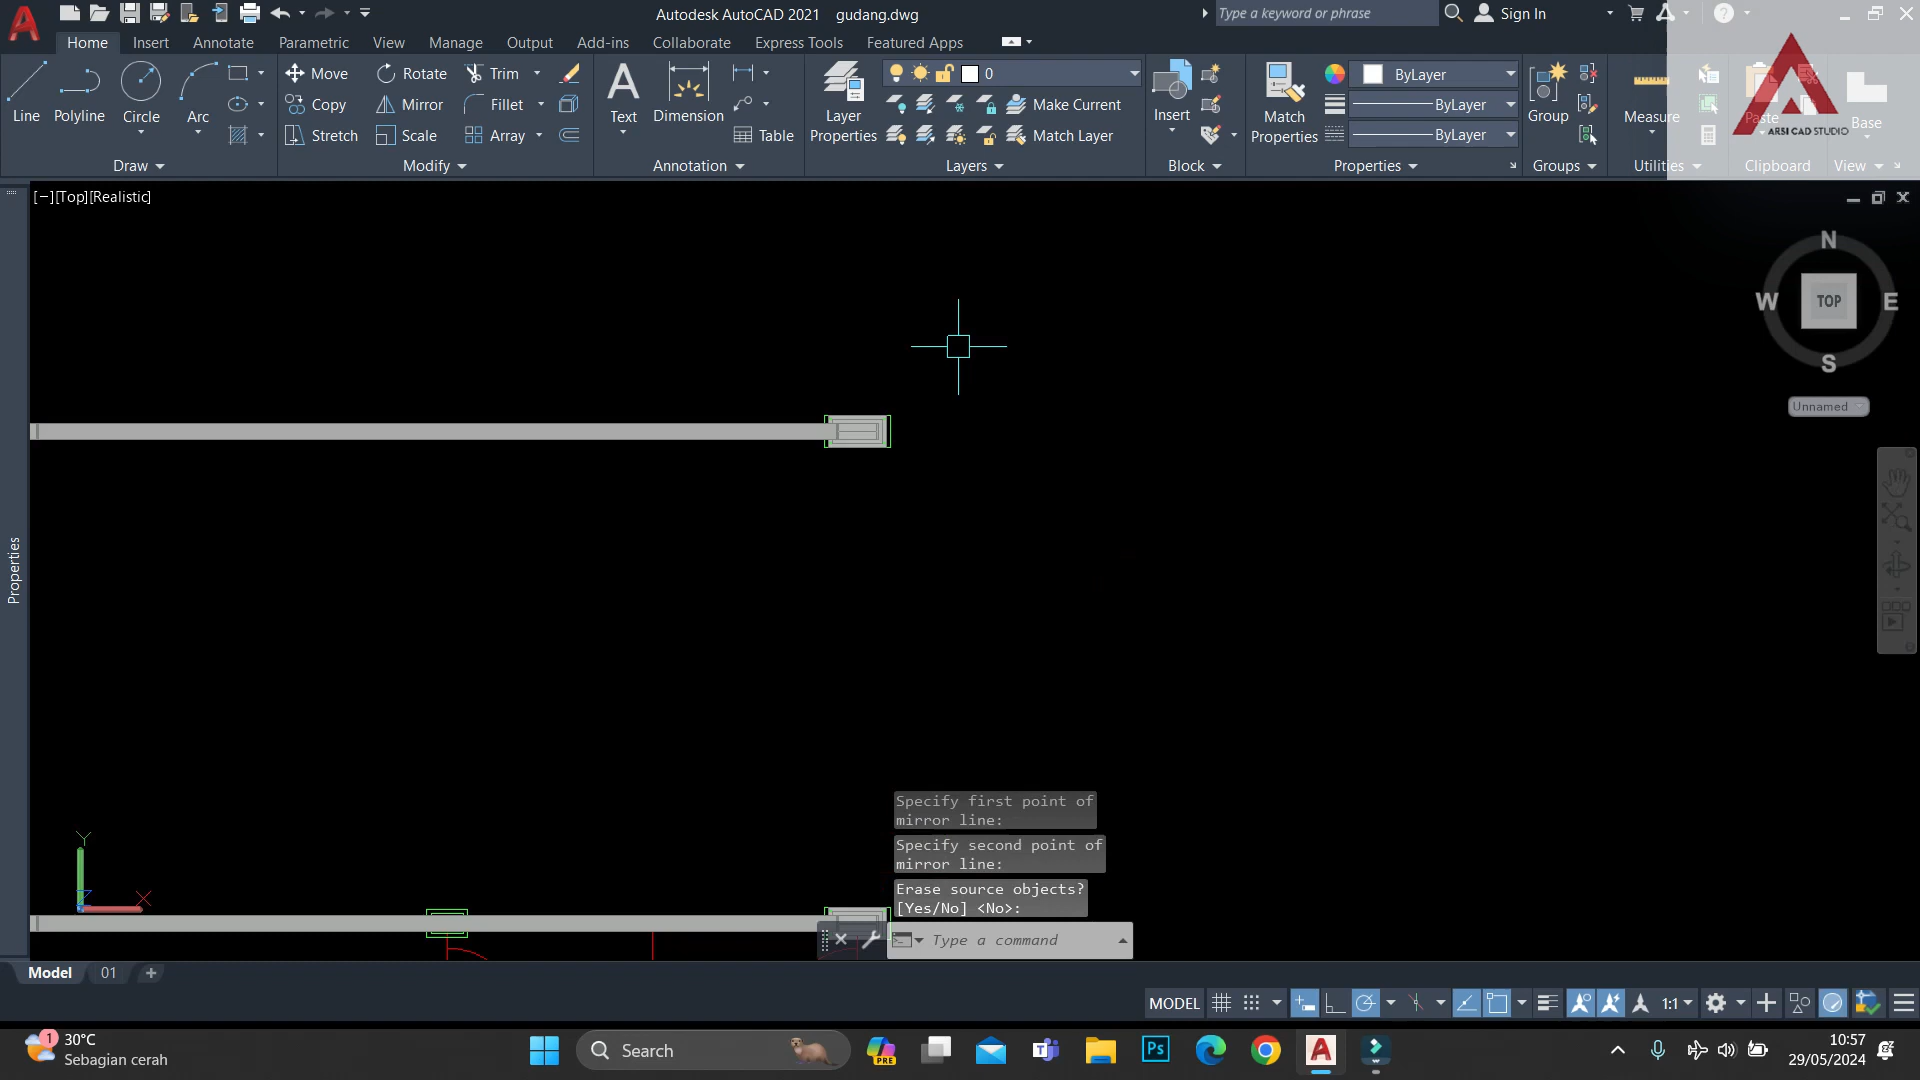 Autodesk AutoCAD 2021 gudang.dwg
Type a keyword or phrase
Sign In
Home Insert Annotate Parametric View Manage Output Add-ins Collaborate Express Tools Featured Apps
Line
Polyline
Circle
Arc
Draw
Move
Rotate
Trim
Copy
Mirror
Fillet
Stretch
Scale
Array
Modify
Text
Dimension
Table
Annotation
Layer
Properties
0
Make Current
Match Layer
Layers
Insert
Block
Match
Properties
ByLayer
ByLayer
ByLayer
Properties
Group
Groups
Measure
Utilities
Paste
Clipboard
Base
View
ARSI CAD STUDIO
[−][Top][Realistic]
N
W
TOP
E
S
Unnamed
Properties
Y
X
Z
Specify first point of
mirror line:
Specify second point of
mirror line:
Erase source objects?
[Yes/No] <No>:
Type a command
Model 01
MODEL
1:1
1
30°C
Sebagian cerah
Search
PRE
Ps
10:57
29/05/2024